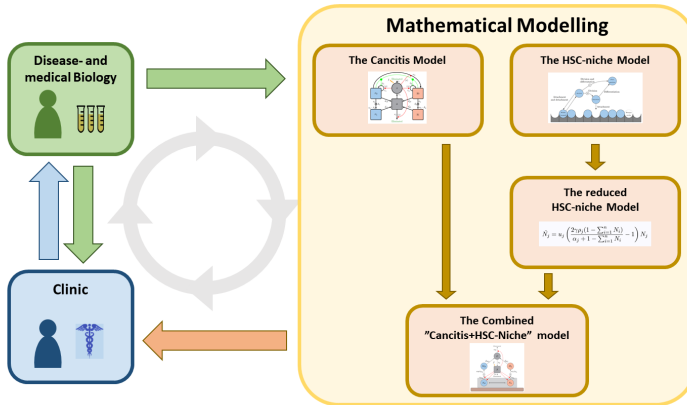 Mathematical Modelling
Disease- and
medical Biology
The Cancitis Model
The HSC-niche Model
The reduced
HSC-niche Model
Clinic
The Combined
”Cancitis+HSC-Niche” model